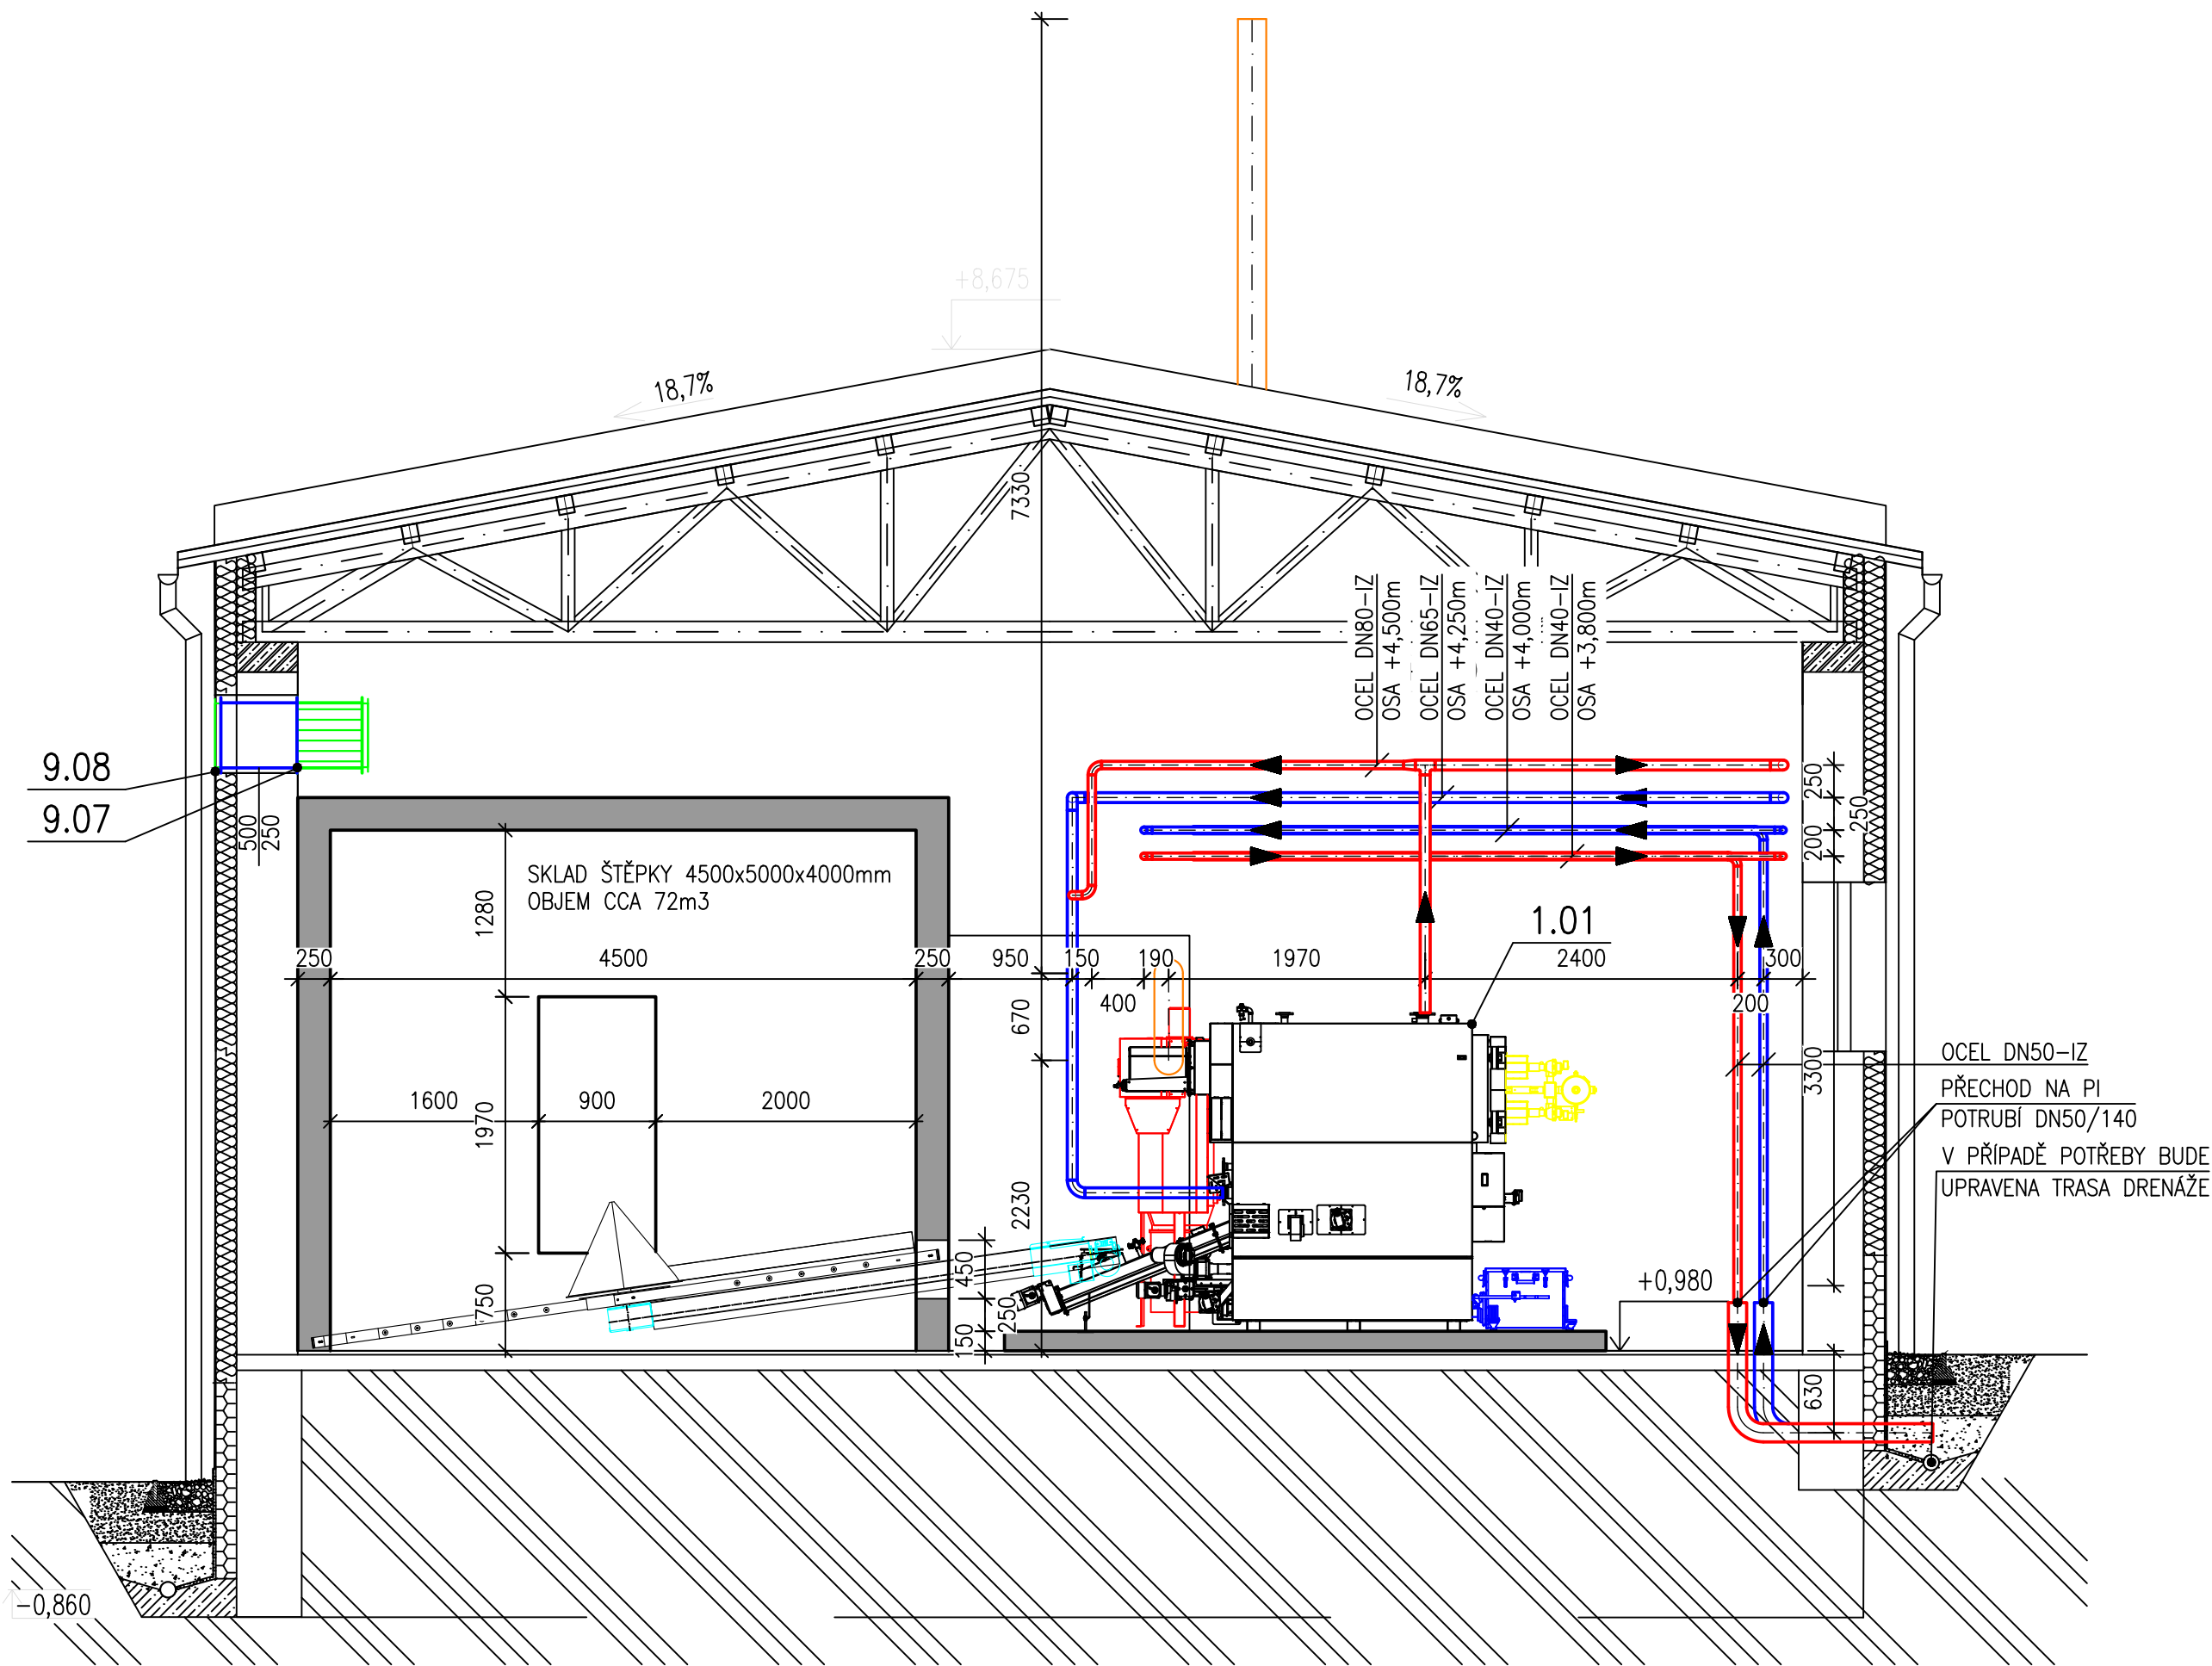 +8,675
18,7%
18,7%
7330
OCEL DN80-IZ
OSA +4,500m
OCEL DN65-IZ
OSA +4,250m
OCEL DN40-IZ
OSA +4,000m
OCEL DN40-IZ
OSA +3,800m
9.08
9.07
500
250
250
250
200
SKLAD ŠTĚPKY 4500x5000x4000mm
OBJEM CCA 72m3
1280
1.01
250
4500
250
950
150
190
1970
2400
300
400
200
670
1600
900
2000
1970
3300
OCEL DN50-IZ
PŘECHOD NA PI
POTRUBÍ DN50/140
V PŘÍPADĚ POTŘEBY BUDE
UPRAVENA TRASA DRENÁŽE
2230
750
450
250
150
+0,980
630
-0,860